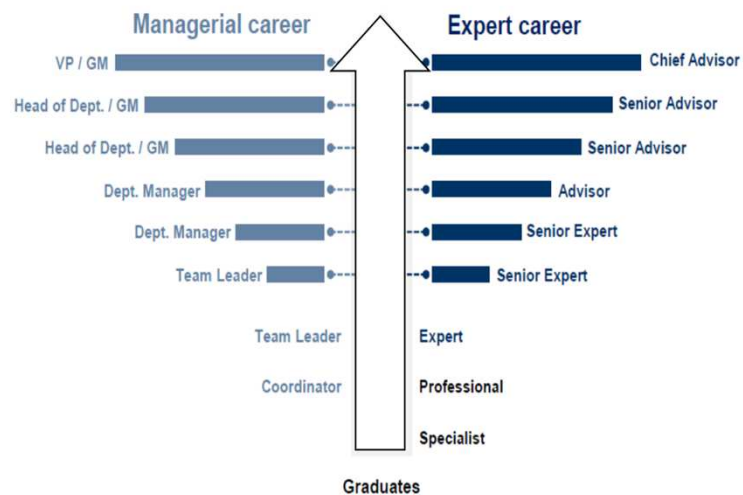 Managerial career
Expert career
VP / GM
Chief Advisor
Head of Dept. / GM
Senior Advisor
Head of Dept. / GM
Senior Advisor
Dept. Manager
Advisor
Dept. Manager
Senior Expert
Team Leader
Senior Expert
Team Leader
Expert
Coordinator
Professional
Specialist
Graduates